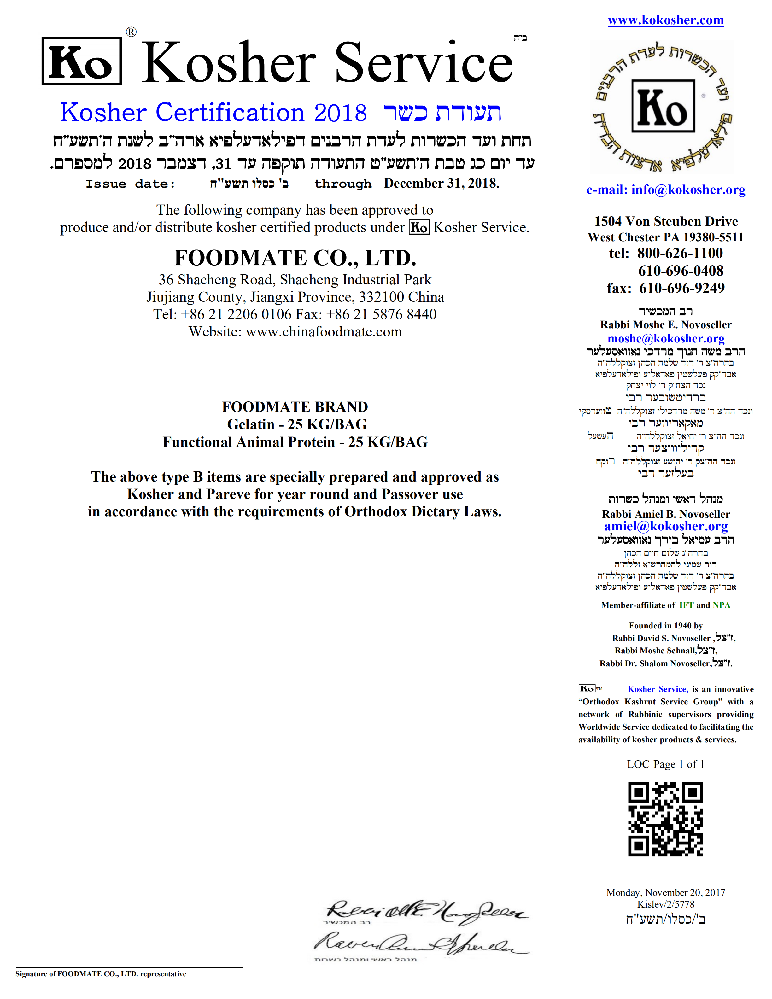 Ko ® Kosher Service ב״ה
Kosher Certification 2018 תעודת כשר
תחת ועד הכשרות לעדת הרבנים דפילאדעלפיא ארה״ב לשנת ה׳תשע״ח
עד יום כג טבת ה׳תשע״ט התעודה תוקפה עד 31, דצמבר 2018 למספרם.
Issue date: ב' כסלו תשע"ח through December 31, 2018.
The following company has been approved to
produce and/or distribute kosher certified products under Ko Kosher Service.
FOODMATE CO., LTD.
36 Shacheng Road, Shacheng Industrial Park
Jiujiang County, Jiangxi Province, 332100 China
Tel: +86 21 2206 0106 Fax: +86 21 5876 8440
Website: www.chinafoodmate.com
FOODMATE BRAND
Gelatin - 25 KG/BAG
Functional Animal Protein - 25 KG/BAG
The above type B items are specially prepared and approved as
Kosher and Pareve for year round and Passover use
in accordance with the requirements of Orthodox Dietary Laws.
רב המכשיר
מנהל ראשי ומנהל כשרות
Signature of FOODMATE CO., LTD. representative
www.kokosher.com
ועד הכשרות לעדת הרבנים
פילאדעלפיא ארצות הברית
Ko ®
e-mail: info@kokosher.org
1504 Von Steuben Drive
West Chester PA 19380-5511
tel: 800-626-1100
610-696-0408
fax: 610-696-9249
רב המכשיר
Rabbi Moshe E. Novoseller
moshe@kokosher.org
הרב משה חנוך מרדכי נאוואסעלער
בהרה״צ ר׳ דוד שלמה הכהן זצוקללה״ה
אבד״קק פעלשטין פאדאליע ופילאדעלפיא
נכד הצח״ק ר׳ לוי יצחק
ברדיטשובער רבי
ונכד הה״צ ר׳ משה מרדכילי זצוקללה״ה טווערסקי
מאקאריווער רבי
ונכד הה״צ ר׳ יחיאל זצוקללה״ה העשעל
קריליוויצער רבי
ונכד הה״צק ר׳ יהושע זצוקללה״ה רוקח
בעלזער רבי
מנהל ראשי ומנהל כשרות
Rabbi Amiel B. Novoseller
amiel@kokosher.org
הרב עמיאל בירך נאוואסעלער
בהרה״ג שלום חיים הכהן
דור שמיני להמהרש״א זללה״ה
בהרה״צ ר׳ דוד שלמה הכהן זצוקללה״ה
אבד״קק פעלשטין פאדאליע ופילאדעלפיא
Member-affiliate of IFT and NPA
Founded in 1940 by
Rabbi David S. Novoseller ,ז״צל,
Rabbi Moshe Schnall,ז״צל,
Rabbi Dr. Shalom Novoseller,ז״צל.
Ko™ Kosher Service, is an innovative
“Orthodox Kashrut Service Group” with a
network of Rabbinic supervisors providing
Worldwide Service dedicated to facilitating the
availability of kosher products & services.
LOC Page 1 of 1
Monday, November 20, 2017
Kislev/2/5778
ב'/כסלו/תשע"ח